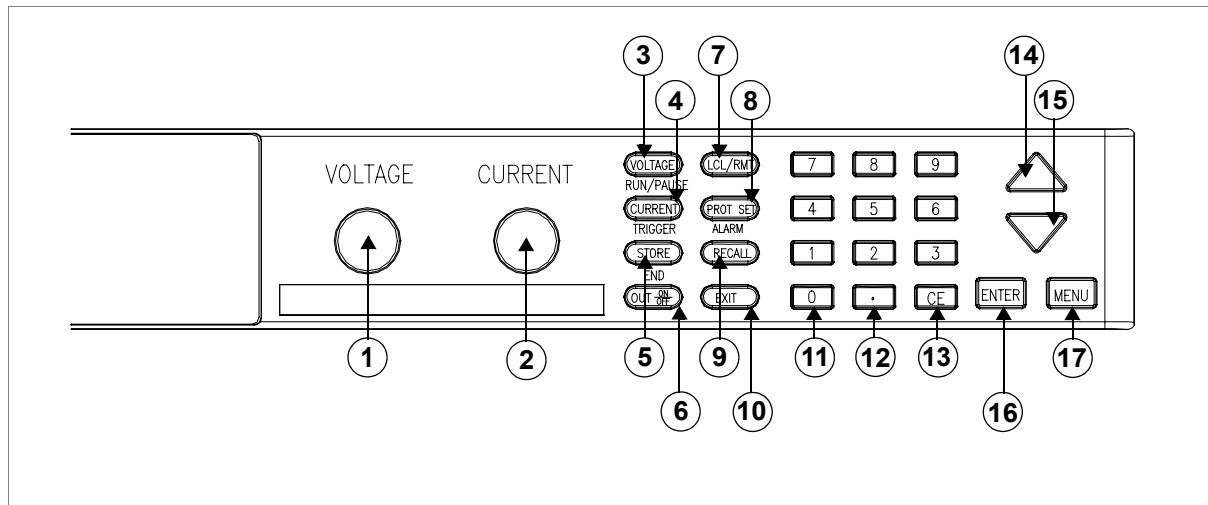 3 7 14
4 8 15
VOLTAGE LCL/RMT 7 8 9
VOLTAGE CURRENT RUN/PAUSE
CURRENT PROT SET 4 5 6
TRIGGER ALARM
STORE RECALL 1 2 3
END
OUT ON/OFF EXIT 0 . CE ENTER MENU
1 2 5 9 11 12 13 17
6 10 16